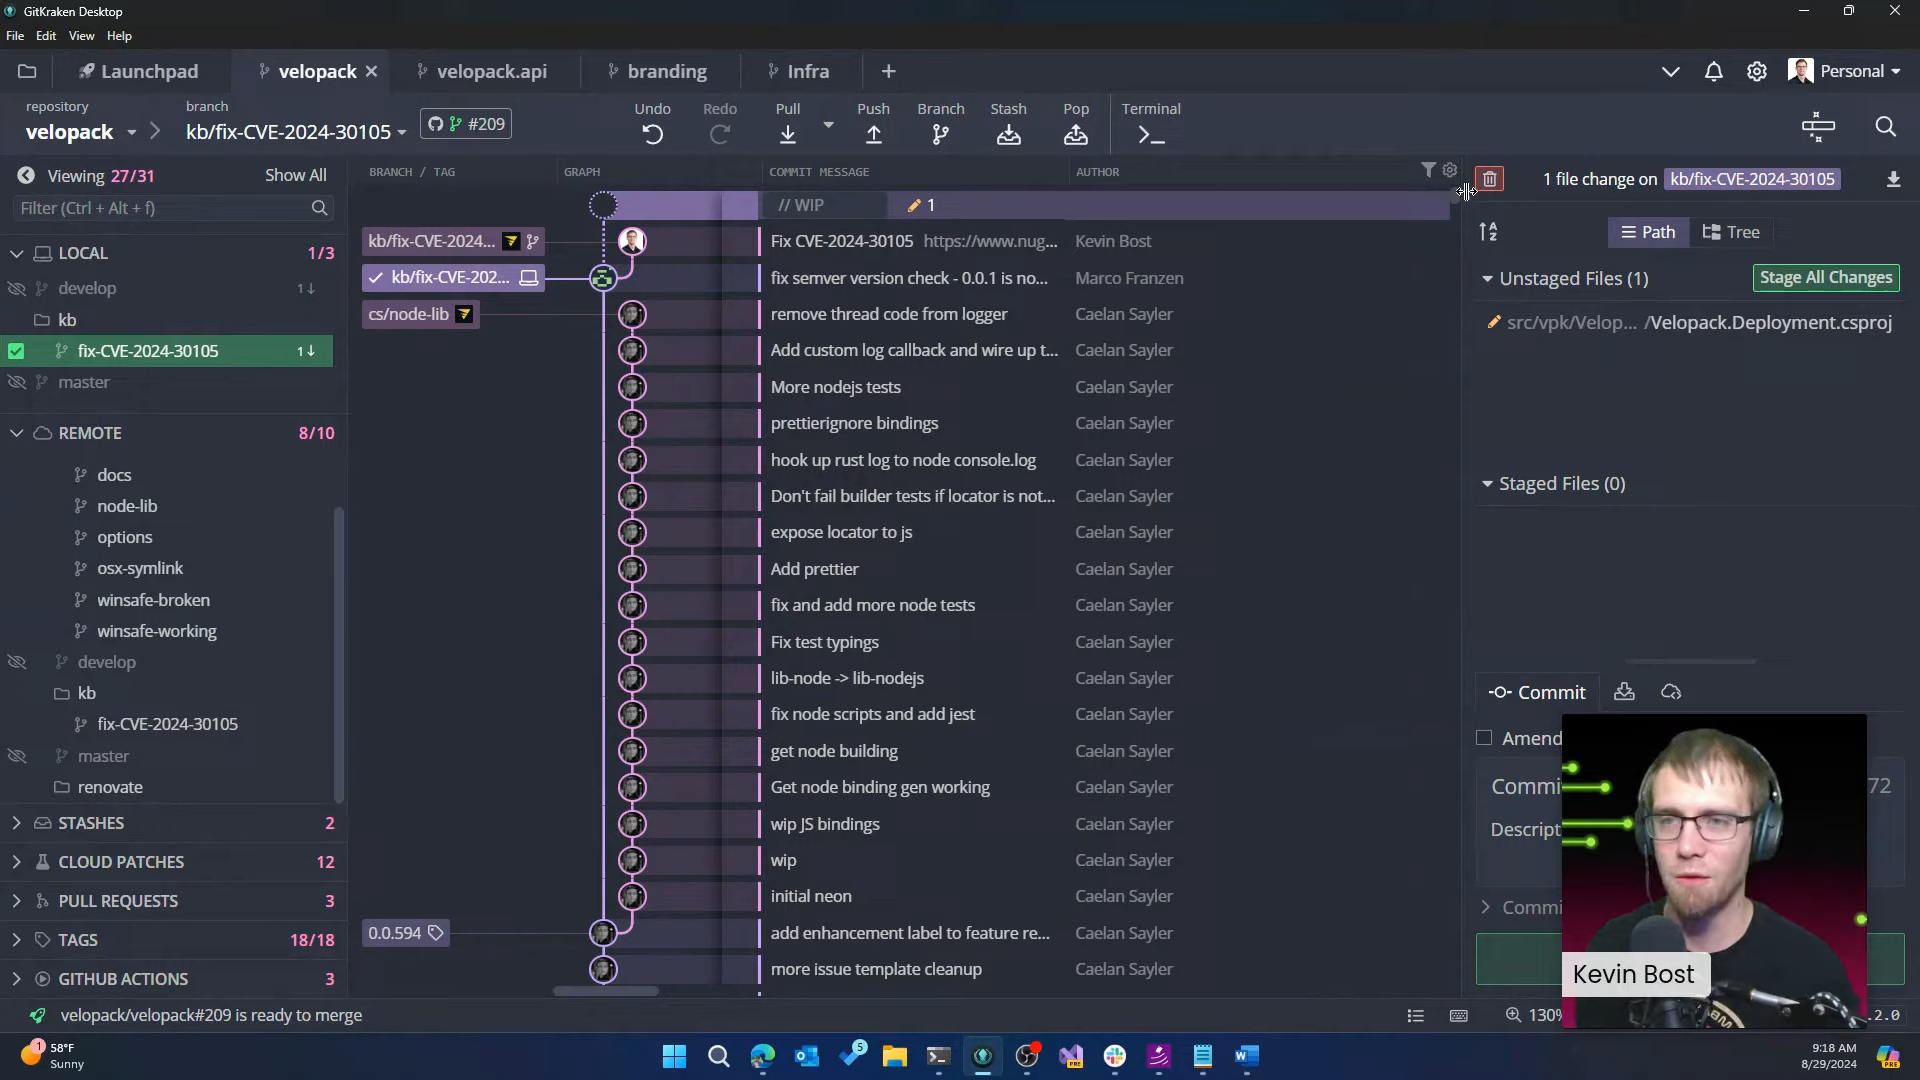 GitKraken Desktop
File Edit View Help
Launchpad velopack velopack.api branding Infra Personal
repository branch
velopack kb/fix-CVE-2024-30105 #209
Undo Redo Pull Push Branch Stash Pop Terminal
Viewing 27/31 Show All
Filter (Ctrl + Alt + f)
LOCAL 1/3
develop 1
kb
fix-CVE-2024-30105 1
master
REMOTE 8/10
docs
node-lib
options
osx-symlink
winsafe-broken
winsafe-working
develop
kb
fix-CVE-2024-30105
master
renovate
STASHES 2
CLOUD PATCHES 12
PULL REQUESTS 3
TAGS 18/18
GITHUB ACTIONS 3
BRANCH / TAG GRAPH COMMIT MESSAGE AUTHOR
// WIP 1
kb/fix-CVE-2024... Fix CVE-2024-30105 https://www.nug... Kevin Bost
kb/fix-CVE-202... fix semver version check - 0.0.1 is no... Marco Franzen
cs/node-lib remove thread code from logger Caelan Sayler
Add custom log callback and wire up t... Caelan Sayler
More nodejs tests Caelan Sayler
prettierignore bindings Caelan Sayler
hook up rust log to node console.log Caelan Sayler
Don't fail builder tests if locator is not... Caelan Sayler
expose locator to js Caelan Sayler
Add prettier Caelan Sayler
fix and add more node tests Caelan Sayler
Fix test typings Caelan Sayler
lib-node -> lib-nodejs Caelan Sayler
fix node scripts and add jest Caelan Sayler
get node building Caelan Sayler
Get node binding gen working Caelan Sayler
wip JS bindings Caelan Sayler
wip Caelan Sayler
initial neon Caelan Sayler
0.0.594 add enhancement label to feature re... Caelan Sayler
more issue template cleanup Caelan Sayler
1 file change on kb/fix-CVE-2024-30105
Path Tree
Unstaged Files (1) Stage All Changes
src/vpk/Velop... /Velopack.Deployment.csproj
Staged Files (0)
Commit
Amend
Commi 72
Descript
Commi
Kevin Bost
velopack/velopack#209 is ready to merge
130% .2.0
1 58°F
Sunny
5
9:18 AM
8/29/2024